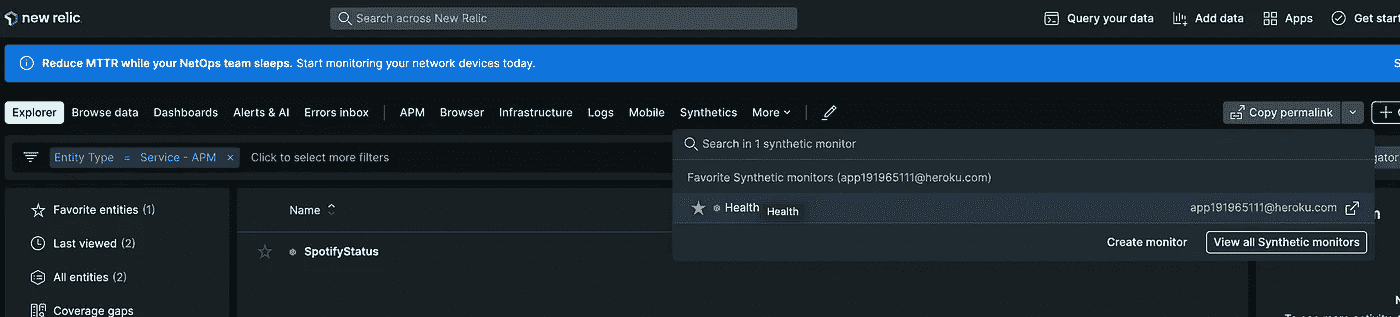 new relic
Search across New Relic
Query your data
Add data
Apps
Get star
Reduce MTTR while your NetOps team sleeps. Start monitoring your network devices today.
S
Explorer
Browse data
Dashboards
Alerts & AI
Errors inbox
APM
Browser
Infrastructure
Logs
Mobile
Synthetics
More
Copy permalink
Entity Type = Service - APM ×
Click to select more filters
Search in 1 synthetic monitor
gator
Favorite Synthetic monitors (app191965111@heroku.com)
Favorite entities (1)
Name
Health
Health
app191965111@heroku.com
Last viewed (2)
SpotifyStatus
Create monitor
View all Synthetic monitors
All entities (2)
Coverage gaps